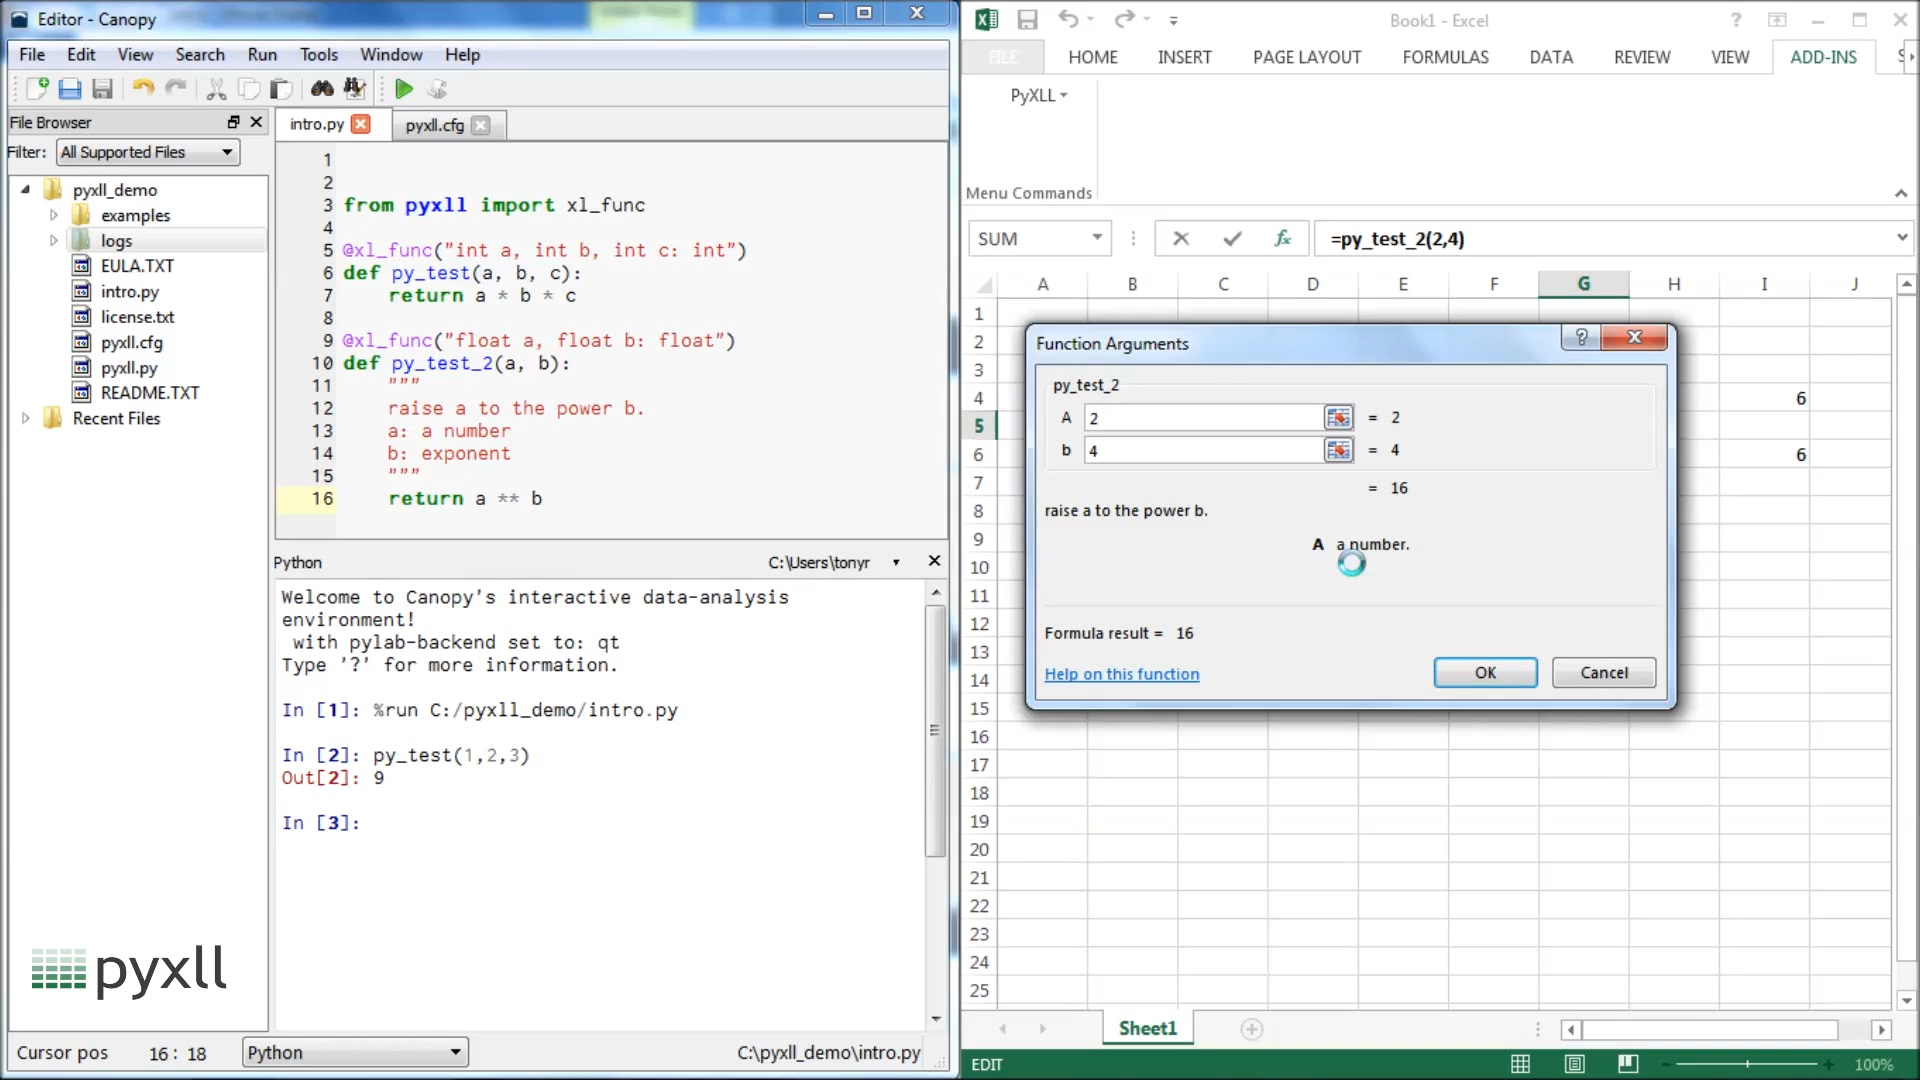 Editor - Canopy
File Edit View Search Run Tools Window Help
File Browser
Filter: All Supported Files
pyxll_demo
examples
logs
EULA.TXT
intro.py
license.txt
pyxll.cfg
pyxll.py
README.TXT
Recent Files
pyxll
intro.py
pyxll.cfg
1
2
3 from pyxll import xl_func
4
5 @xl_func("int a, int b, int c: int")
6 def py_test(a, b, c):
7 return a * b * c
8
9 @xl_func("float a, float b: float")
10 def py_test_2(a, b):
11 """
12 raise a to the power b.
13 a: a number
14 b: exponent
15 """
16 return a ** b
Python C:\Users\tonyr
Welcome to Canopy's interactive data-analysis
environment!
with pylab-backend set to: qt
Type '?' for more information.
In [1]: %run C:/pyxll_demo/intro.py
In [2]: py_test(1,2,3)
Out[2]: 9
In [3]:
Cursor pos 16: 18 Python C:\pyxll_demo\intro.py
Book1 - Excel
FILE HOME INSERT PAGE LAYOUT FORMULAS DATA REVIEW VIEW ADD-INS
PyXLL
Menu Commands
SUM fx =py_test_2(2,4)
A B C D E F G H I J
1
2
3
4 6
5
6 6
7
8
9
10
11
12
13
14
15
16
17
18
19
20
21
22
23
24
25
Function Arguments
py_test_2
A 2 = 2
b 4 = 4
= 16
raise a to the power b.
A a number.
Formula result = 16
Help on this function
OK Cancel
Sheet1
EDIT 100%